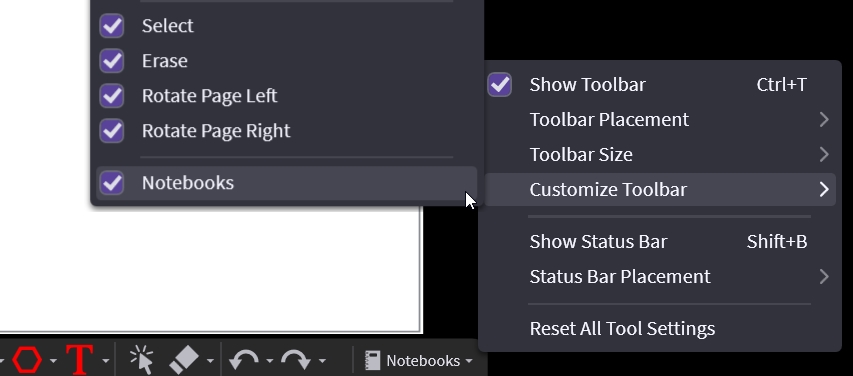 Select
Erase
Rotate Page Left
Rotate Page Right
Notebooks
Show Toolbar Ctrl+T
Toolbar Placement
Toolbar Size
Customize Toolbar
Show Status Bar Shift+B
Status Bar Placement
Reset All Tool Settings
T
Notebooks